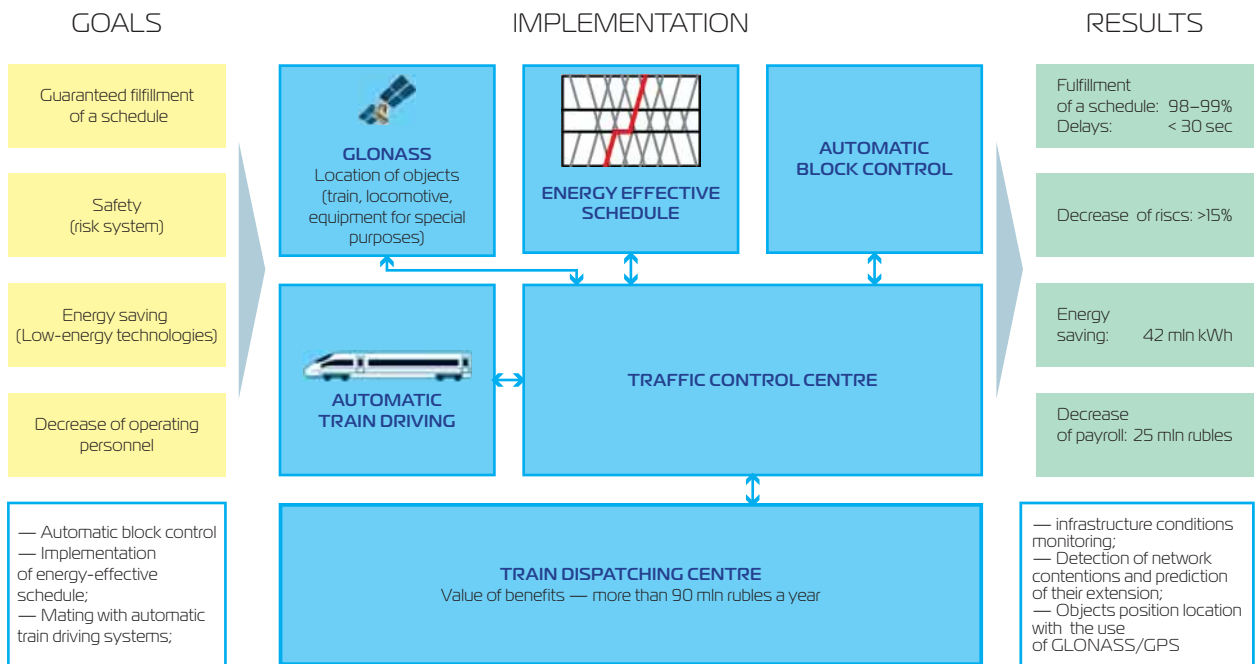 GOALS
Guaranteed filfillment
of a schedule
Safety
(risk system)
Energy saving
(Low-energy technologies)
Decrease of operating
personnel
— Automatic block control
— Implementation
of energy-effective
schedule;
— Mating with automatic
train driving systems;
IMPLEMENTATION
GLONASS
Location of objects
(train, locomotive,
equipment for special
purposes)
ENERGY EFFECTIVE
SCHEDULE
AUTOMATIC
BLOCK CONTROL
AUTOMATIC
TRAIN DRIVING
TRAFFIC CONTROL CENTRE
TRAIN DISPATCHING CENTRE
Value of benefits — more than 90 mln rubles a year
RESULTS
Fulfillment
of a schedule: 98–99%
Delays: < 30 sec
Decrease of riscs: >15%
Energy
saving: 42 mln kWh
Decrease
of payroll: 25 mln rubles
— infrastructure conditions
monitoring;
— Detection of network
contentions and prediction
of their extension;
— Objects position location
with the use
of GLONASS/GPS